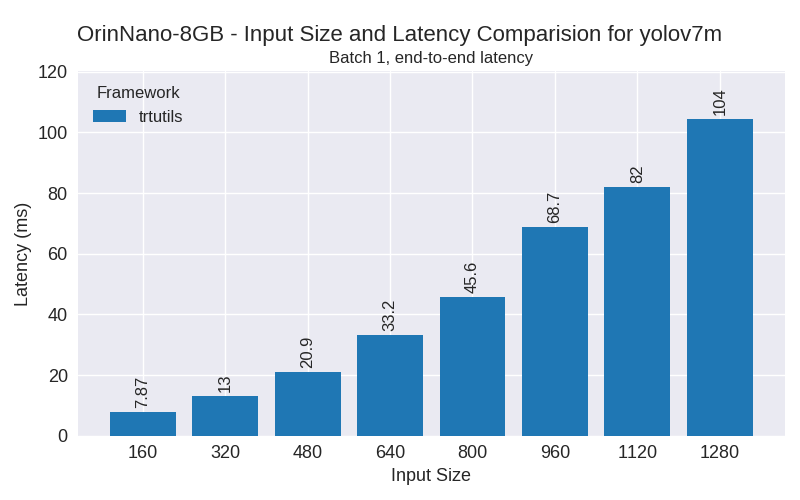 OrinNano-8GB - Input Size and Latency Comparision for yolov7m
Batch 1, end-to-end latency
Framework
trtutils
Latency (ms)
120
100
80
60
40
20
0
7.87
13
20.9
33.2
45.6
68.7
82
104
160 320 480 640 800 960 1120 1280
Input Size